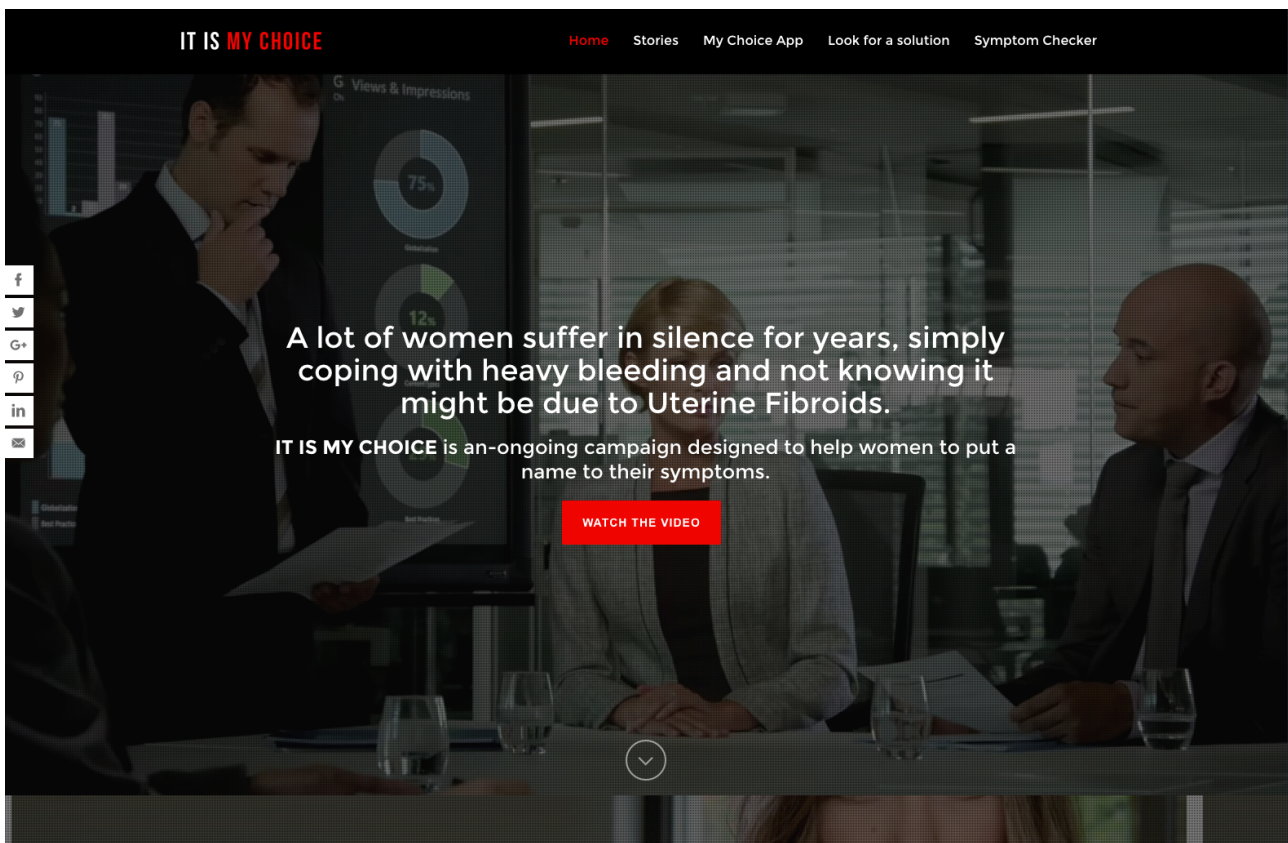 IT IS MY CHOICE
Home Stories My Choice App Look for a solution Symptom Checker
Views & Impressions
75%
12%
A lot of women suffer in silence for years, simply
coping with heavy bleeding and not knowing it
might be due to Uterine Fibroids.
IT IS MY CHOICE is an-ongoing campaign designed to help women to put a
name to their symptoms.
WATCH THE VIDEO
Globalization
Best Practices